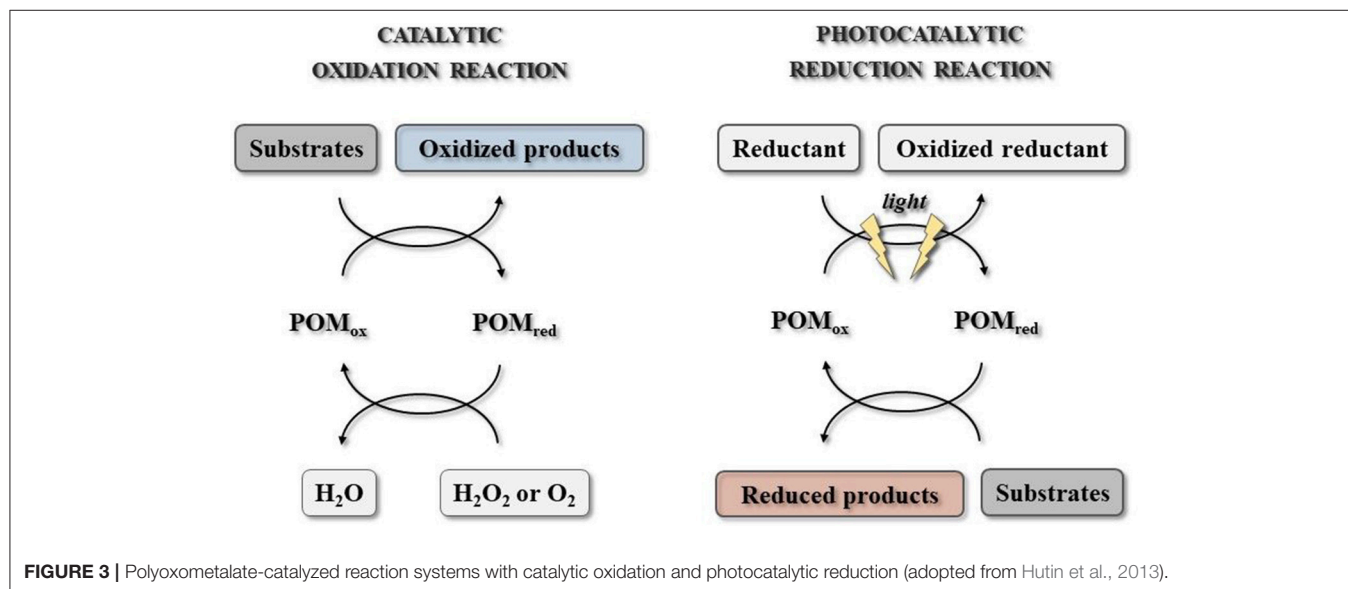 CATALYTIC
OXIDATION REACTION
Substrates
Oxidized products
POMox
POMred
H2O
H2O2 or O2
PHOTOCATALYTIC
REDUCTION REACTION
Reductant
Oxidized reductant
light
POMox
POMred
Reduced products
Substrates
FIGURE 3 | Polyoxometalate-catalyzed reaction systems with catalytic oxidation and photocatalytic reduction (adopted from Hutin et al., 2013).